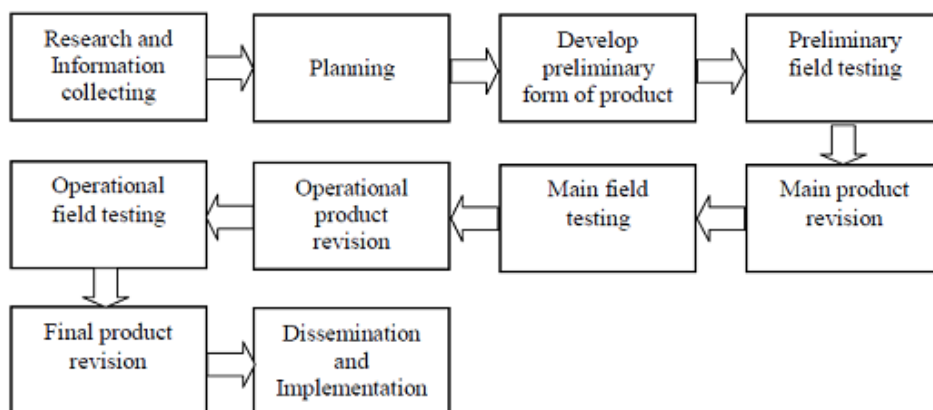 Research and
Information
collecting
Planning
Develop
preliminary
form of product
Preliminary
field testing
Main product
revision
Main field
testing
Operational
product
revision
Operational
field testing
Final product
revision
Dissemination
and
Implementation